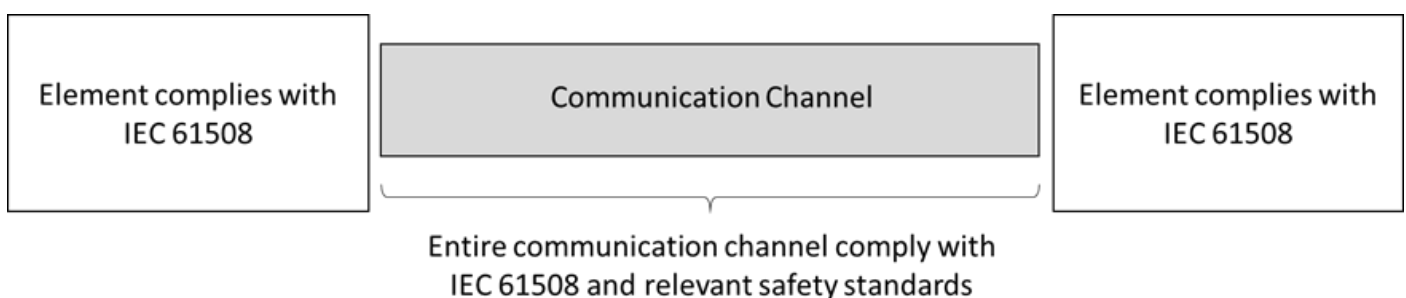 Element complies with
IEC 61508
Communication Channel
Element complies with
IEC 61508
Entire communication channel comply with
IEC 61508 and relevant safety standards